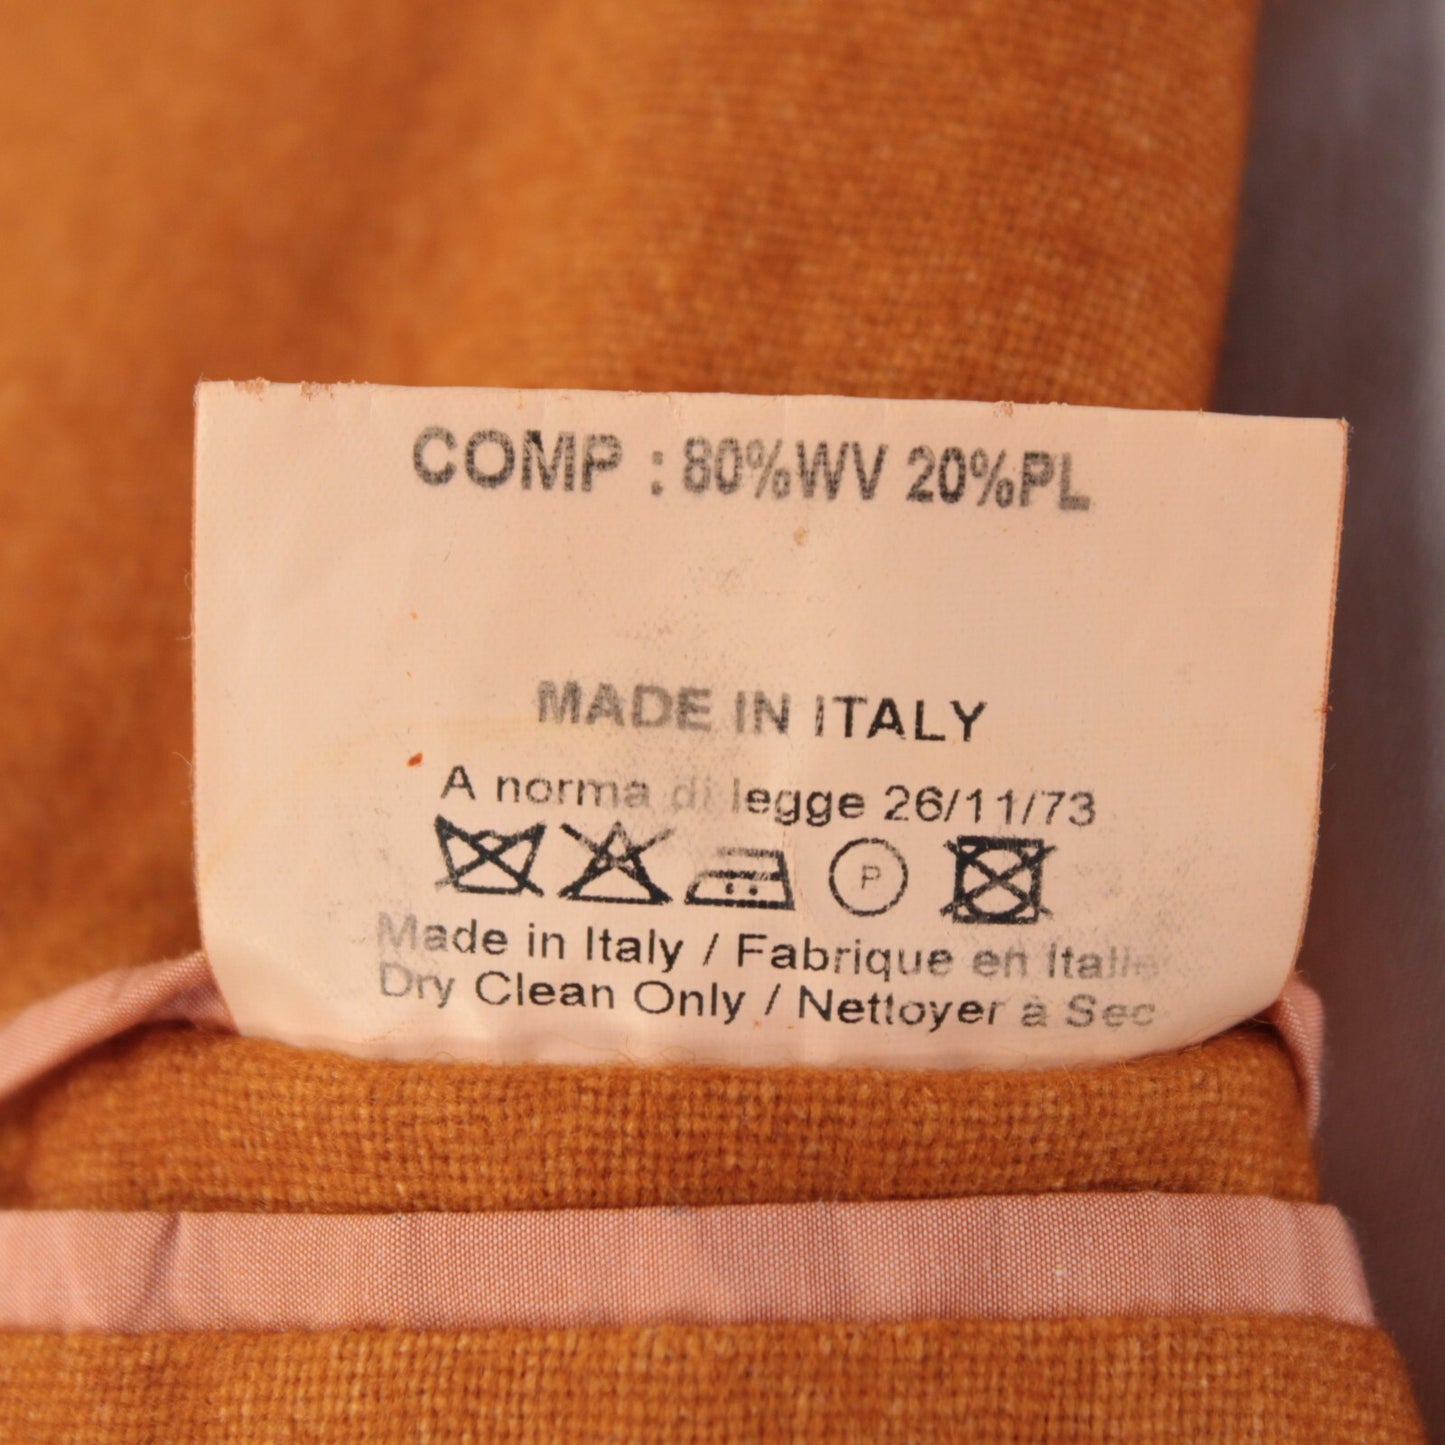 COMP : 80%WV 20%PL
MADE IN ITALY
A norma di legge 26/11/73
P
Made in Italy / Fabrique en Italie
Dry Clean Only / Nettoyer à Sec